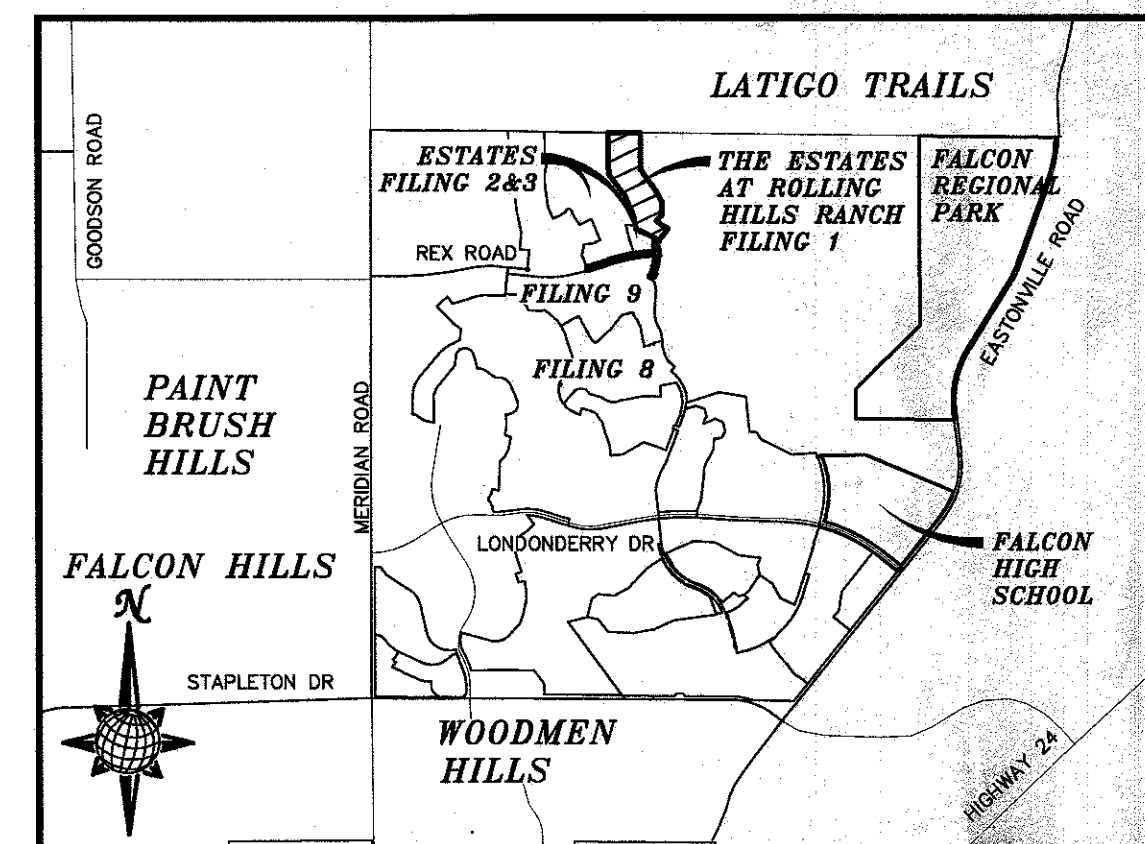 LATIGO TRAILS
GOODSON ROAD
ESTATES
FILING 2&3
THE ESTATES
AT ROLLING
HILLS RANCH
FILING 1
FALCON
REGIONAL
PARK
REX ROAD
EASTONVILLE ROAD
FILING 9
FILING 8
PAINT
BRUSH
HILLS
MERIDIAN ROAD
LONDONDERRY DR
FALCON
HIGH
SCHOOL
FALCON HILLS
N
STAPLETON DR
WOODMEN
HILLS
HIGHWAY 24